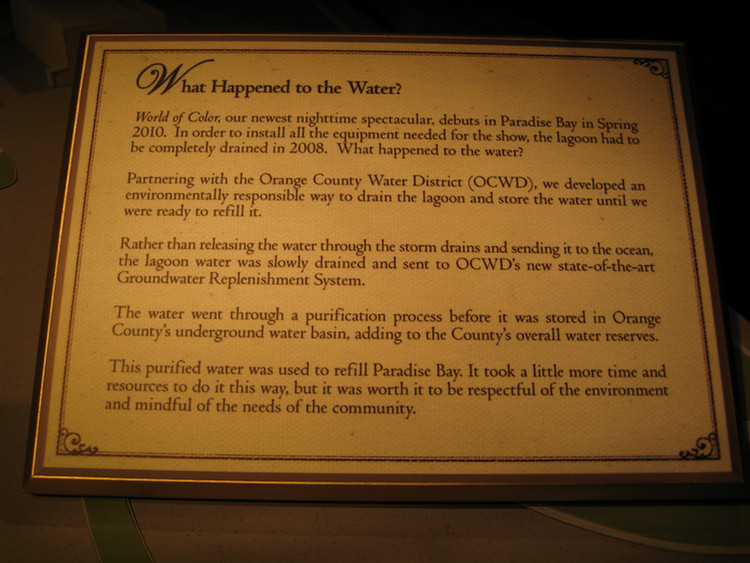 What Happened to the Water?
World of Color, our newest nighttime spectacular, debuts in Paradise Bay in Spring
2010. In order to install all the equipment needed for the show, the lagoon had to
be completely drained in 2008. What happened to the water?
Partnering with the Orange County Water District (OCWD), we developed an
environmentally responsible way to drain the lagoon and store the water until we
were ready to refill it.
Rather than releasing the water through the storm drains and sending it to the ocean,
the lagoon water was slowly drained and sent to OCWD's new state-of-the-art
Groundwater Replenishment System.
The water went through a purification process before it was stored in Orange
County's underground water basin, adding to the County's overall water reserves.
This purified water was used to refill Paradise Bay. It took a little more time and
resources to do it this way, but it was worth it to be respectful of the environment
and mindful of the needs of the community.